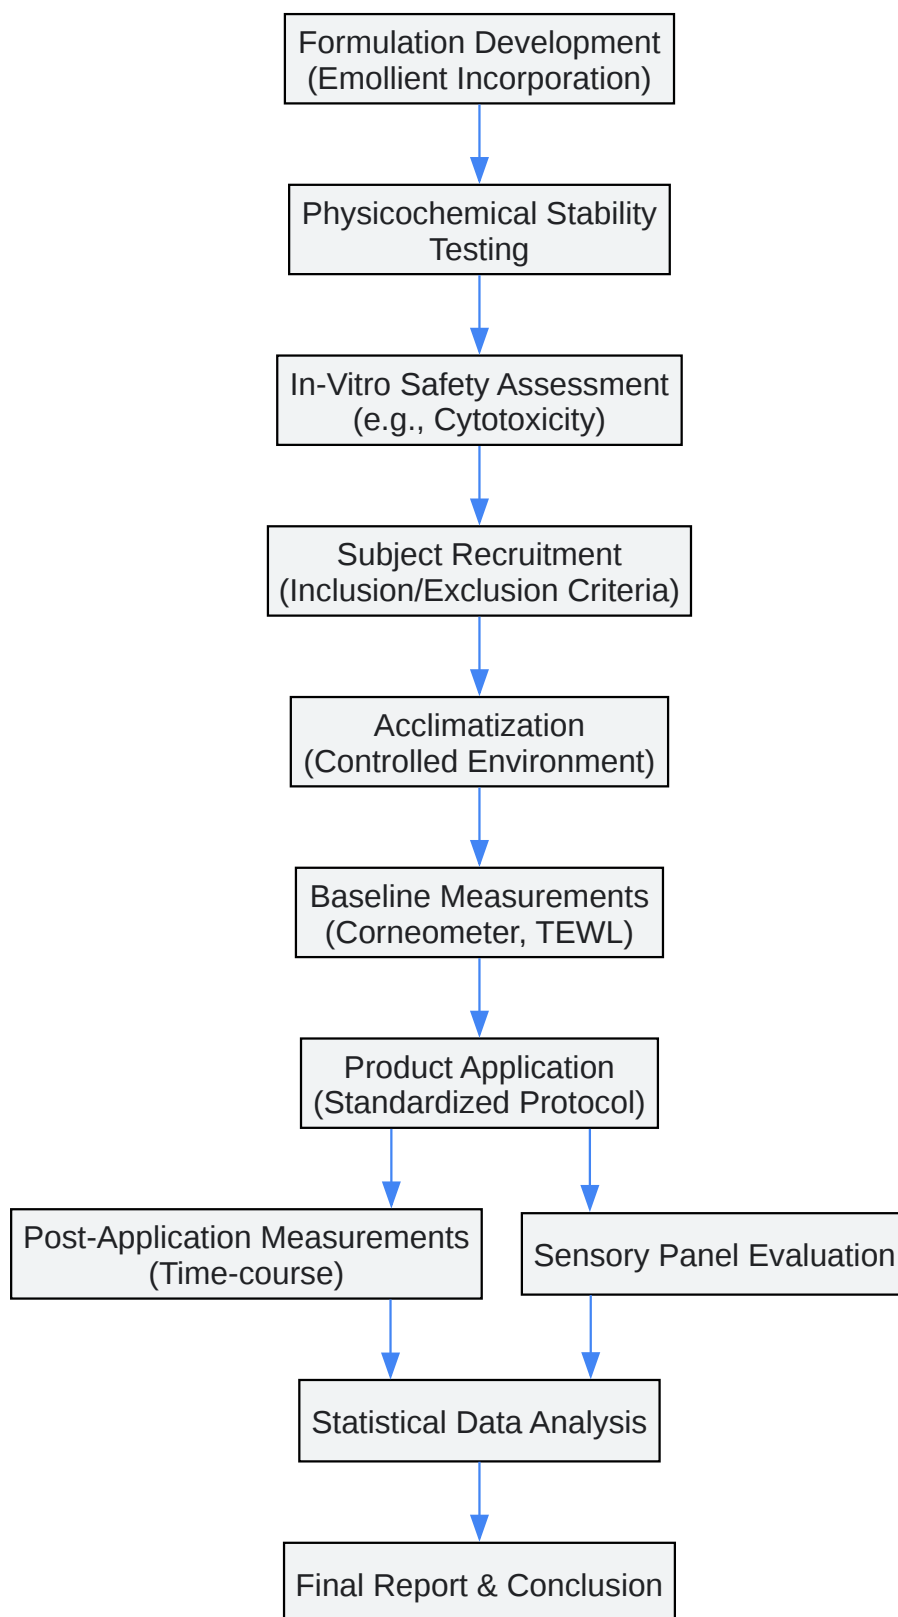 Formulation Development
(Emollient Incorporation)
Physicochemical Stability
Testing
In-Vitro Safety Assessment
(e.g., Cytotoxicity)
Subject Recruitment
(Inclusion/Exclusion Criteria)
Acclimatization
(Controlled Environment)
Baseline Measurements
(Corneometer, TEWL)
Product Application
(Standardized Protocol)
Post-Application Measurements
(Time-course)
Sensory Panel Evaluation
Statistical Data Analysis
Final Report & Conclusion